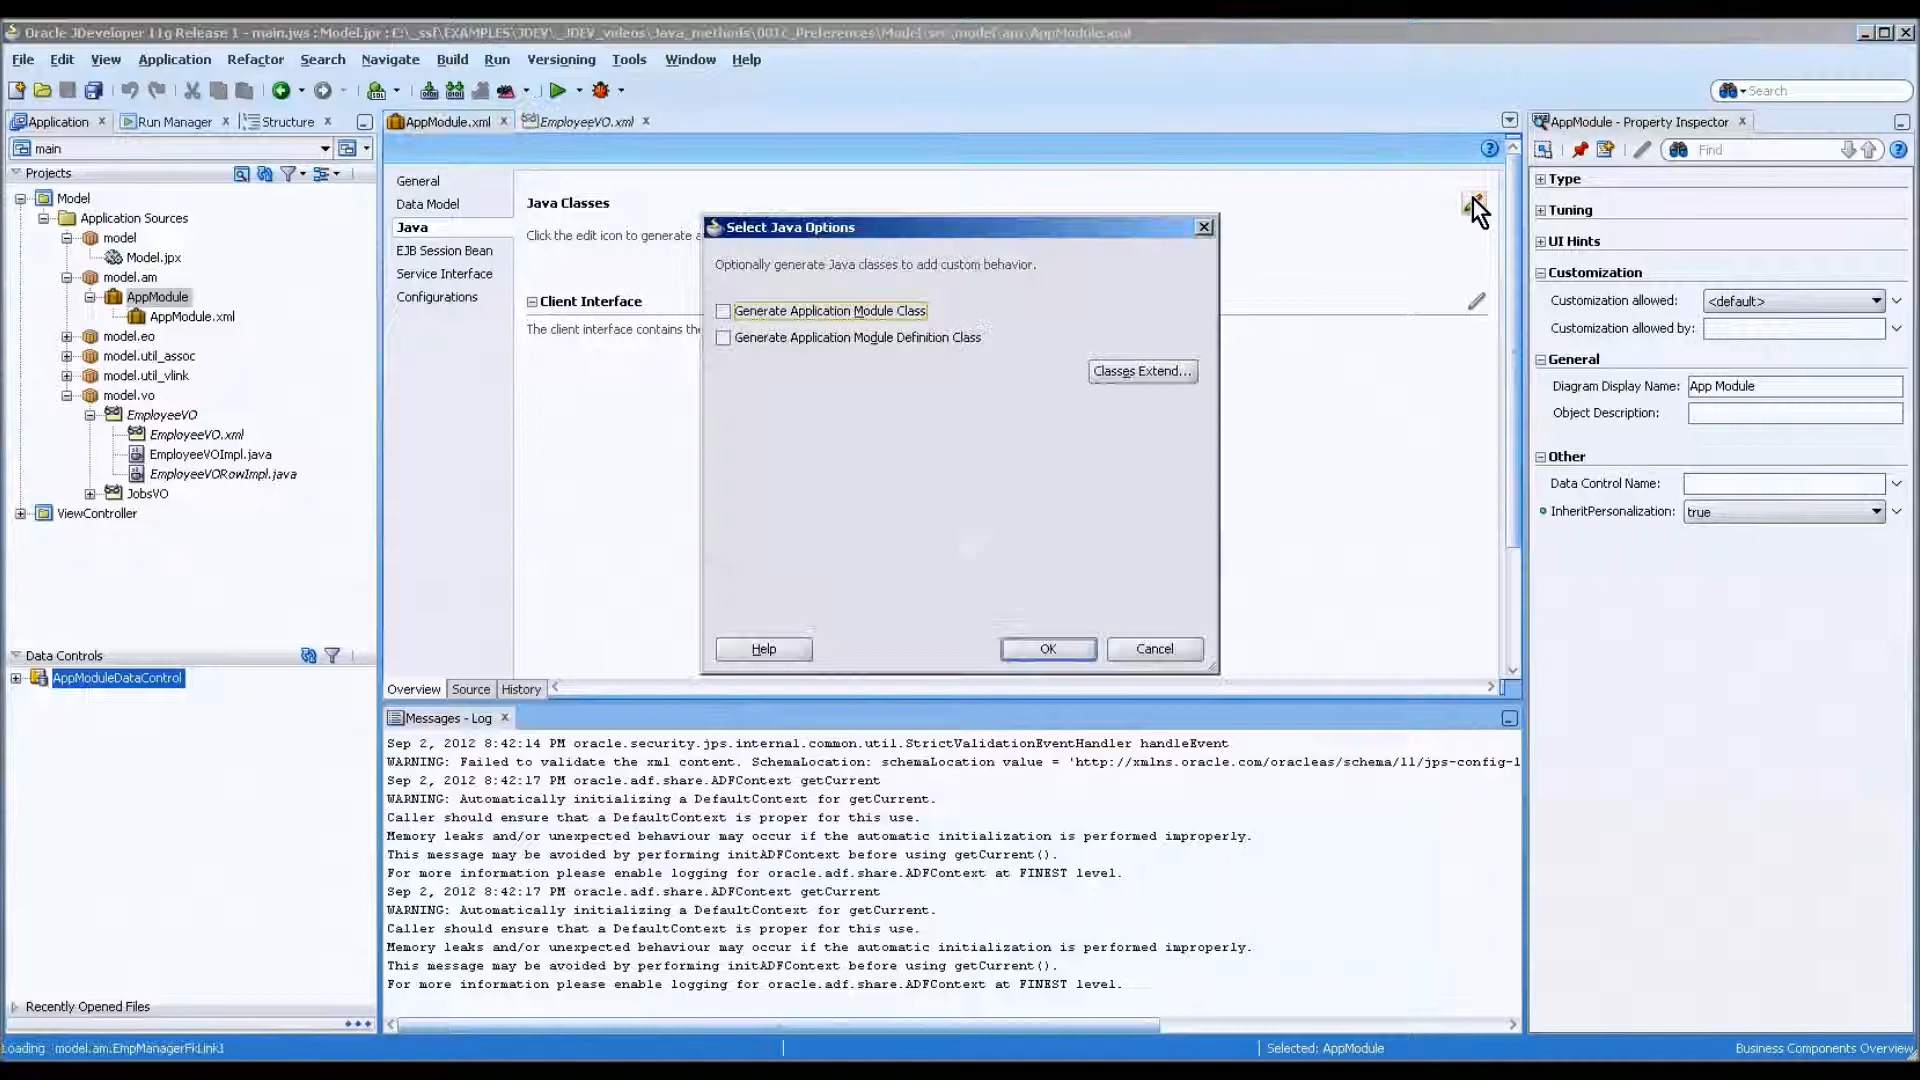 Oracle JDeveloper 11g Release 1 - main.jws : Model.jpr : C:\_ssf\EXAMPLES\JDEV\_JDEV_videos\Java_methods\001c_Preferences\Model\src\model\am\AppModule.xml
File Edit View Application Refactor Search Navigate Build Run Versioning Tools Window Help
Search
Application Run Manager Structure AppModule.xml EmployeeVO.xml AppModule - Property Inspector
main
Find
Projects
Model
Application Sources
model
Model.jpx
model.am
AppModule
AppModule.xml
model.eo
model.util_assoc
model.util_vlink
model.vo
EmployeeVO
EmployeeVO.xml
EmployeeVOImpl.java
EmployeeVORowImpl.java
JobsVO
ViewController
Data Controls
AppModuleDataControl
Recently Opened Files
General
Data Model
Java
EJB Session Bean
Service Interface
Configurations
Java Classes
Click the edit icon to generate
Client Interface
The client interface contains the
Select Java Options
Optionally generate Java classes to add custom behavior.
Generate Application Module Class
Generate Application Module Definition Class
Classes Extend...
Help OK Cancel
Overview Source History
Messages - Log
Sep 2, 2012 8:42:14 PM oracle.security.jps.internal.common.util.StrictValidationEventHandler handleEvent
WARNING: Failed to validate the xml content. SchemaLocation: schemaLocation value = 'http://xmlns.oracle.com/oracleas/schema/11/jps-config-1
Sep 2, 2012 8:42:17 PM oracle.adf.share.ADFContext getCurrent
WARNING: Automatically initializing a DefaultContext for getCurrent.
Caller should ensure that a DefaultContext is proper for this use.
Memory leaks and/or unexpected behaviour may occur if the automatic initialization is performed improperly.
This message may be avoided by performing initADFContext before using getCurrent().
For more information please enable logging for oracle.adf.share.ADFContext at FINEST level.
Sep 2, 2012 8:42:17 PM oracle.adf.share.ADFContext getCurrent
WARNING: Automatically initializing a DefaultContext for getCurrent.
Caller should ensure that a DefaultContext is proper for this use.
Memory leaks and/or unexpected behaviour may occur if the automatic initialization is performed improperly.
This message may be avoided by performing initADFContext before using getCurrent().
For more information please enable logging for oracle.adf.share.ADFContext at FINEST level.
Type
Tuning
UI Hints
Customization
Customization allowed: <default>
Customization allowed by:
General
Diagram Display Name: App Module
Object Description:
Other
Data Control Name:
InheritPersonalization: true
Loading model.am.EmpManagerFkLink1 Selected: AppModule Business Components Overview